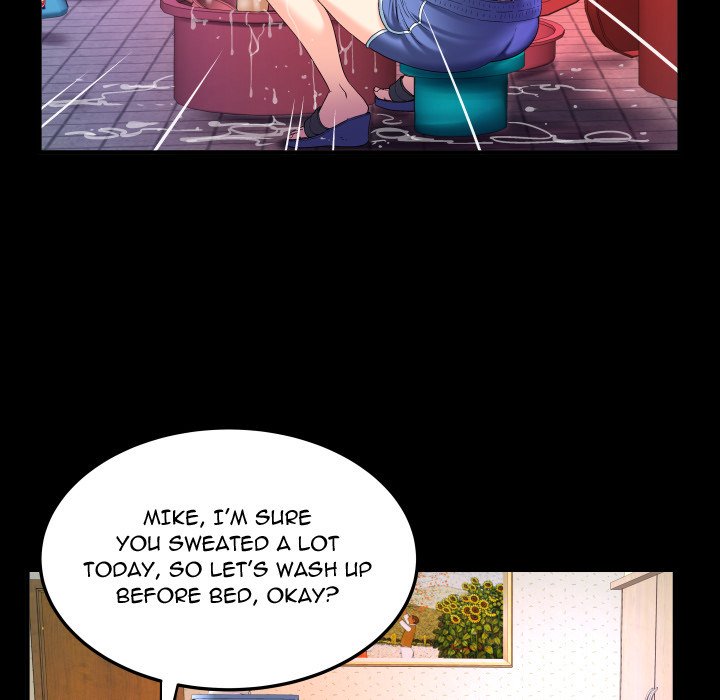 MIKE, I'M SURE
YOU SWEATED A LOT
TODAY, SO LET'S WASH UP
BEFORE BED, OKAY?